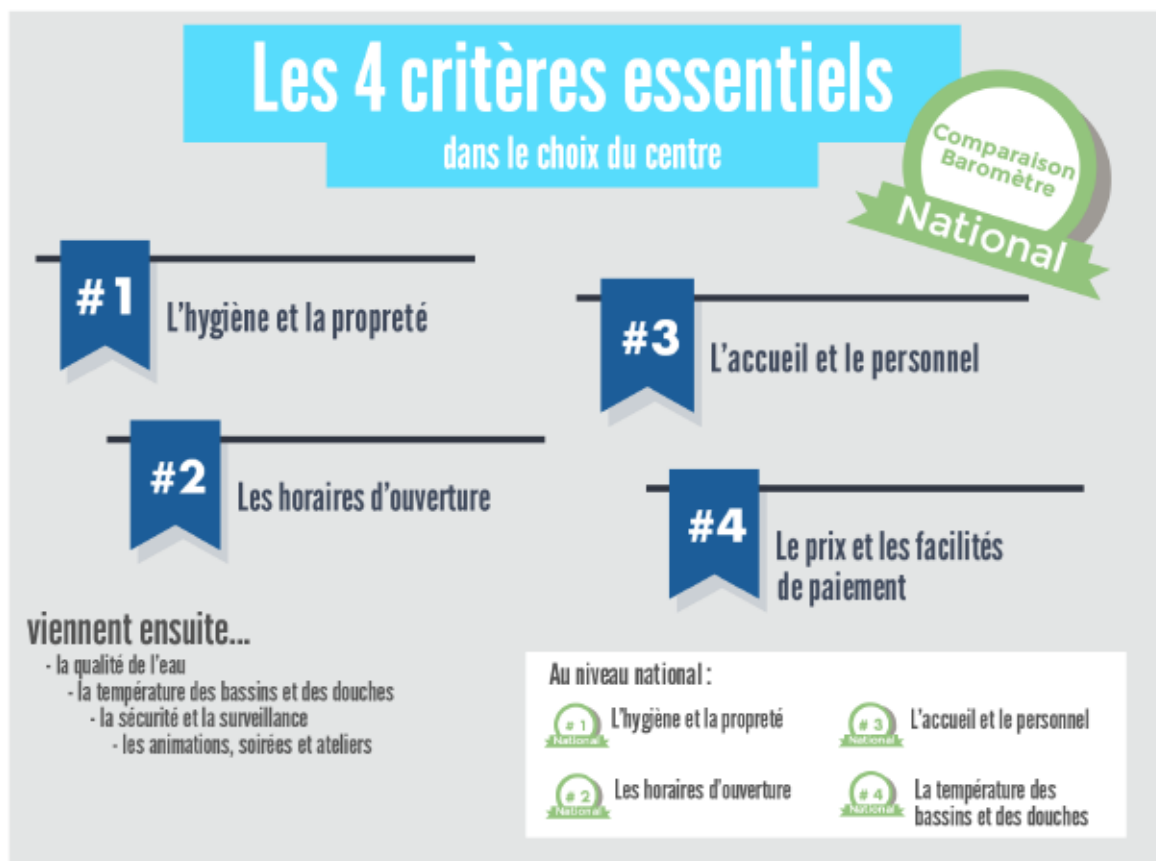 Les 4 critères essentiels
dans le choix du centre
Comparaison
Baromètre
National
#1
L'hygiène et la propreté
#2
Les horaires d'ouverture
#3
L'accueil et le personnel
#4
Le prix et les facilités
de paiement
viennent ensuite...
- la qualité de l'eau
- la température des bassins et des douches
- la sécurité et la surveillance
- les animations, soirées et ateliers
Au niveau national :
# 1
National
L'hygiène et la propreté
# 2
National
Les horaires d'ouverture
# 3
National
L'accueil et le personnel
# 4
National
La température des
bassins et des douches